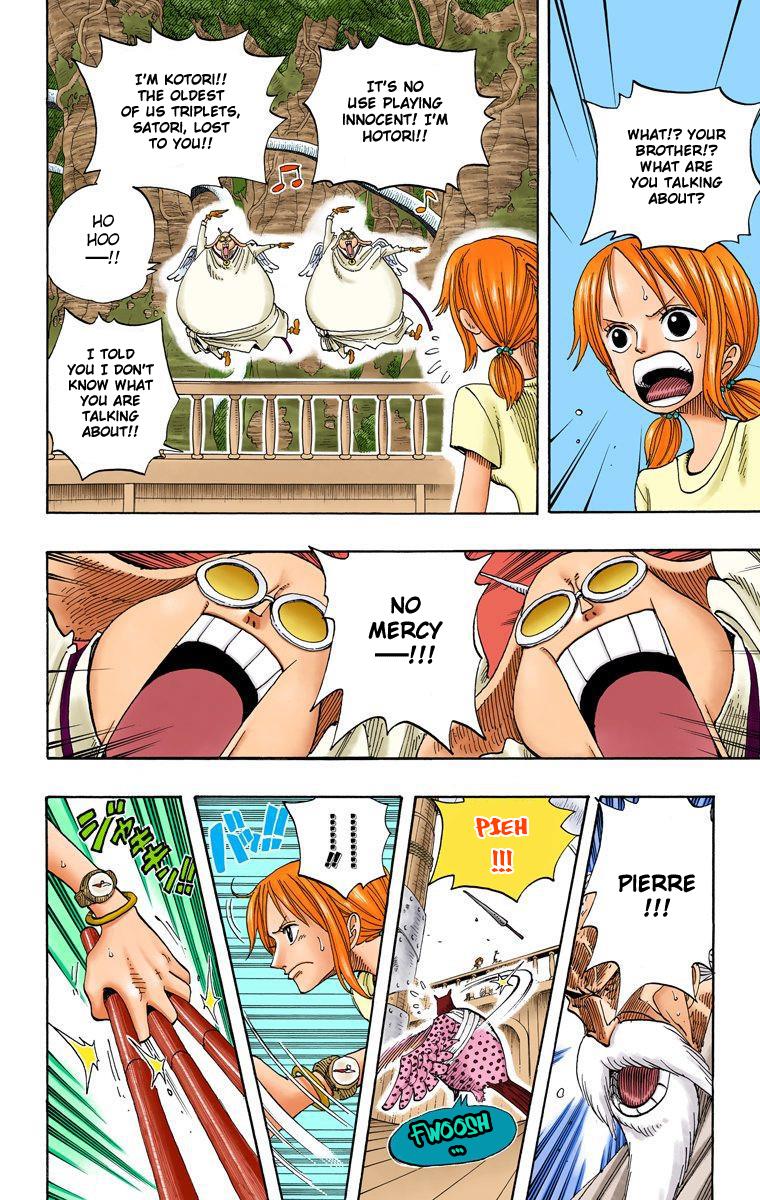 WHAT!? YOUR
BROTHER!?
WHAT ARE
YOU TALKING
ABOUT?
IT'S NO
USE PLAYING
INNOCENT! I'M
HOTORI!!
I'M KOTORI!!
THE OLDEST
OF US TRIPLETS,
SATORI, LOST
TO YOU!!
HO
HOO
—!!
I TOLD
YOU I DON'T
KNOW WHAT
YOU ARE
TALKING
ABOUT!!
NO
MERCY
—!!!
PIERRE
!!!
PIEH
!!!
FWOOSH
...
......!!
バッ!!
ジャキキッ!!